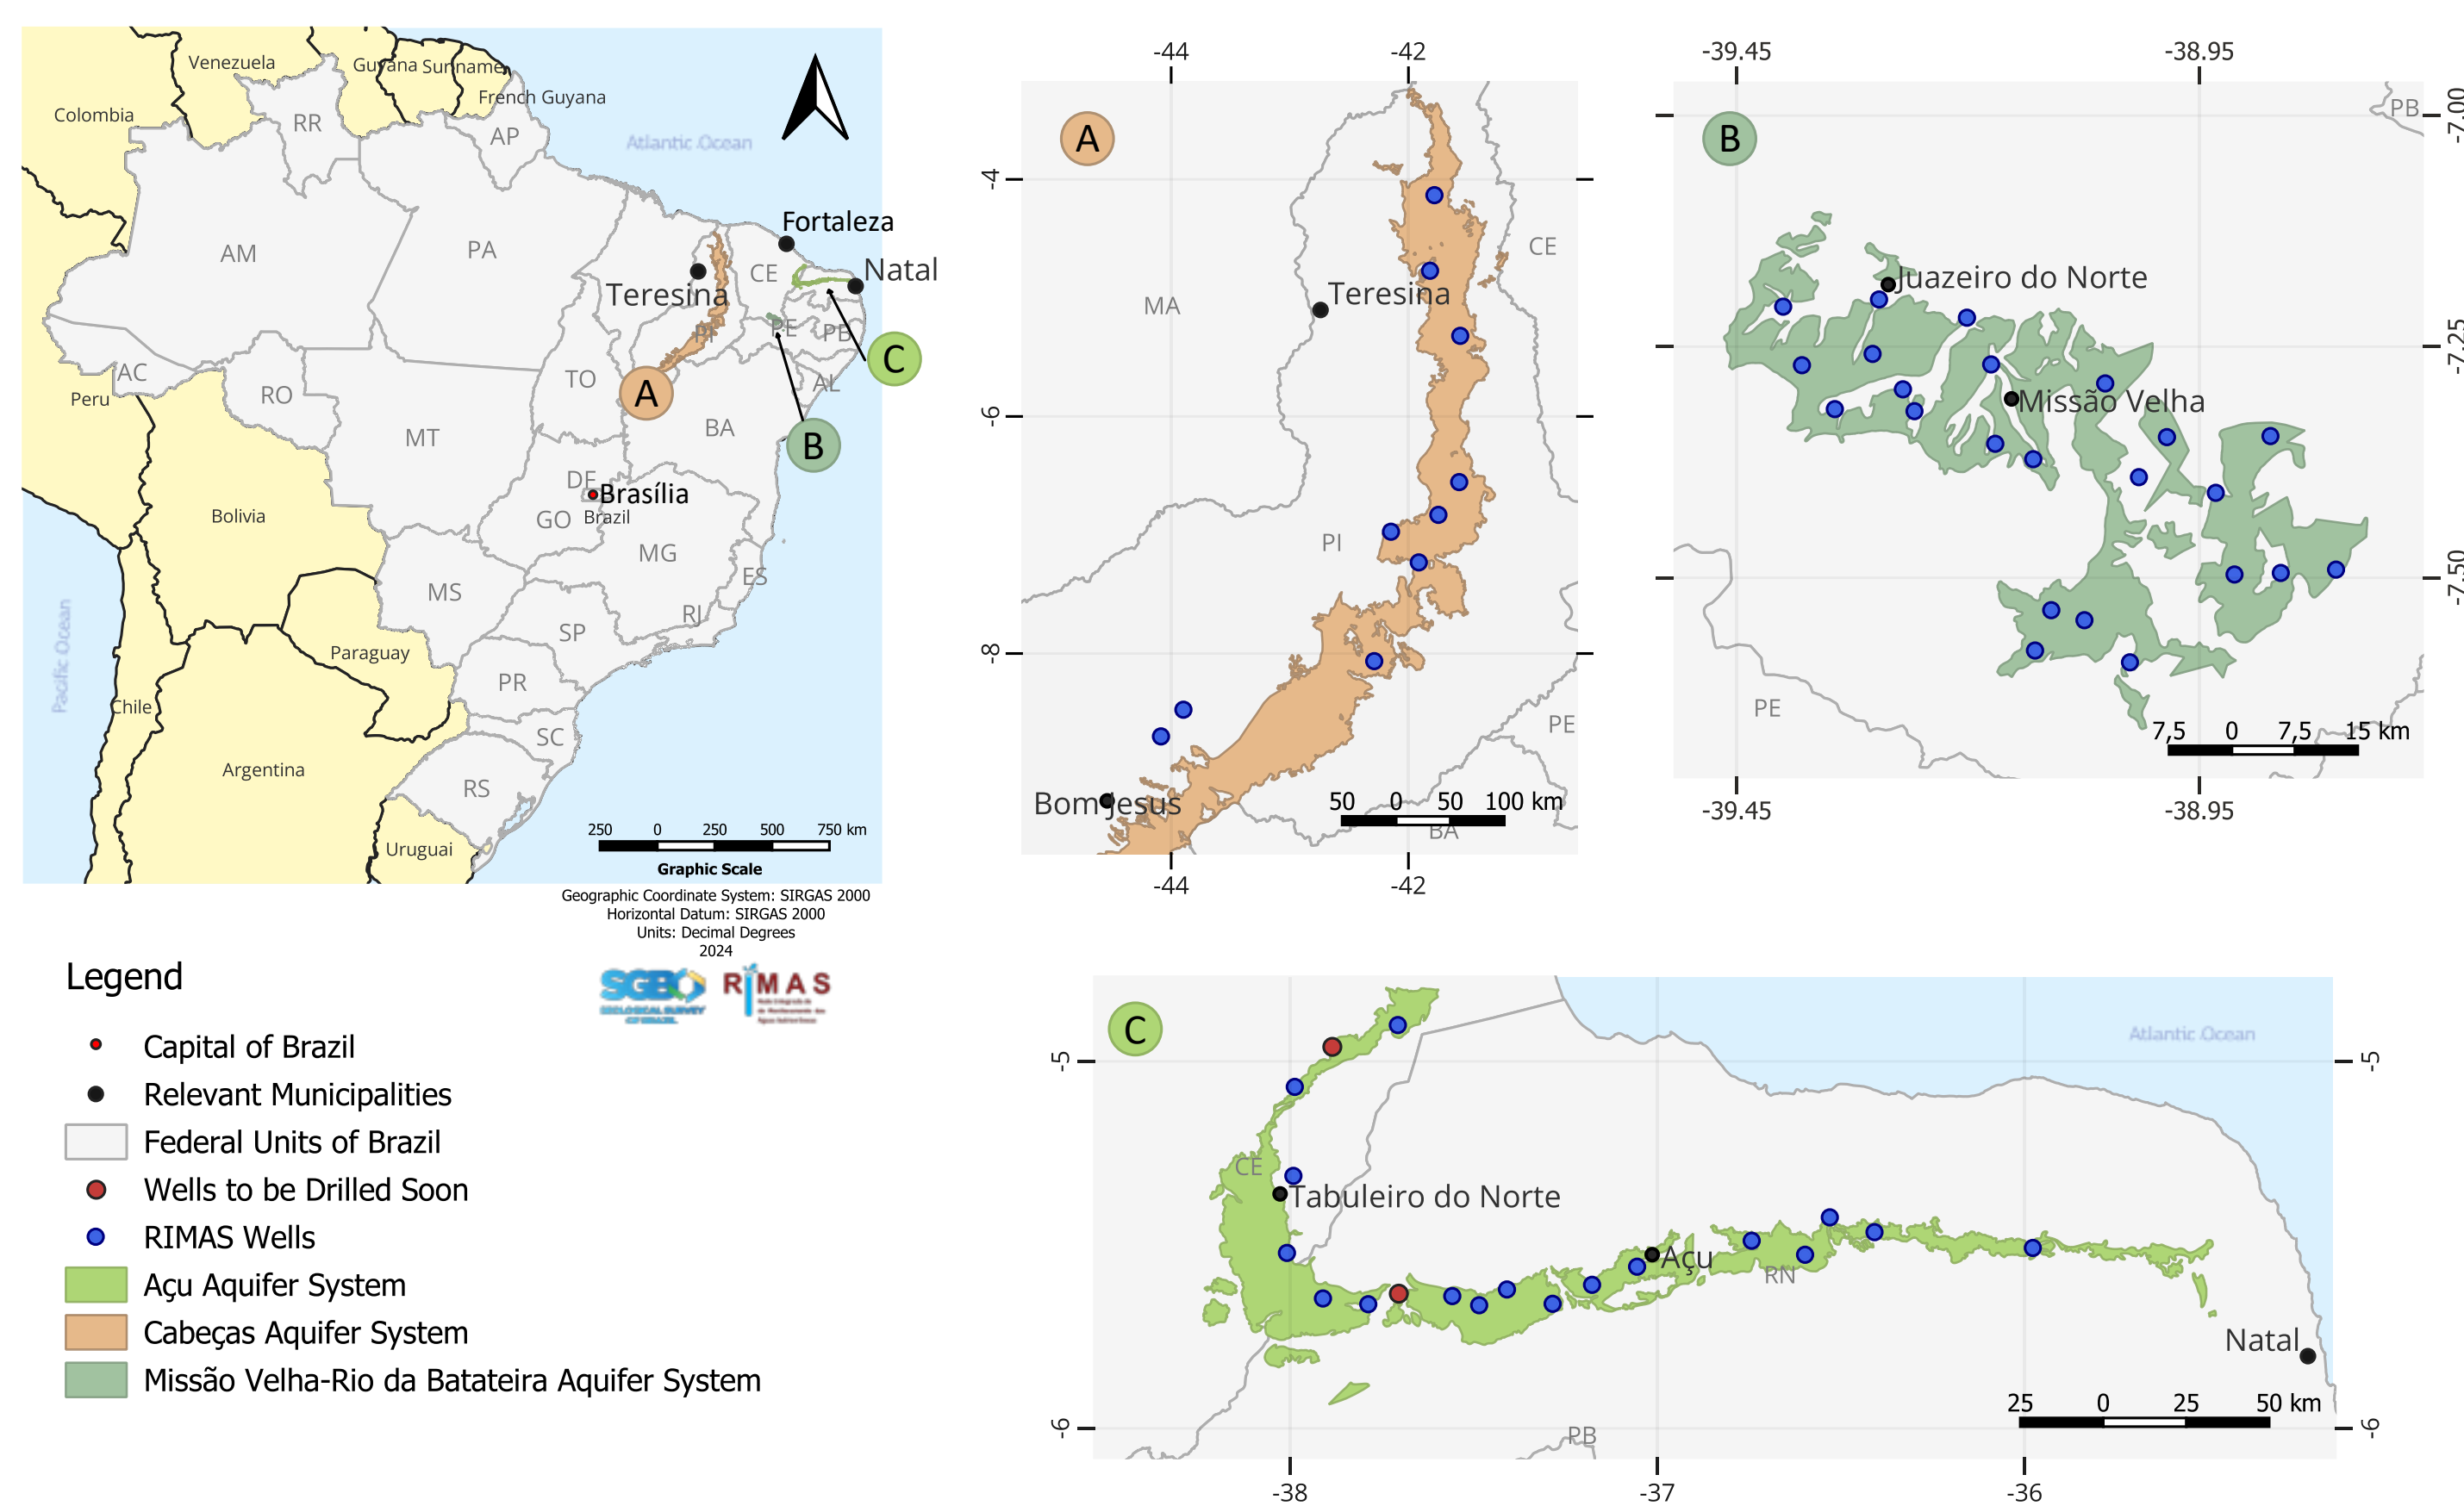 Venezuela
Guyana
Suriname
French Guyana
Colombia
RR
AP
Atlantic Ocean
Fortaleza
AM
PA
CE
Natal
Teresina
PI
PE
PB
C
AC
Peru
RO
TO
A
AL
MT
BA
B
DF
Brasília
GO
Brazil
Bolivia
MG
MS
ES
RJ
SP
Pacific Ocean
Paraguay
PR
Chile
SC
Argentina
RS
Uruguai
250 0 250 500 750 km
Graphic Scale
Geographic Coordinate System: SIRGAS 2000
Horizontal Datum: SIRGAS 2000
Units: Decimal Degrees
2024
SGB
GEOLOGICAL SURVEY
OF BRAZIL
RIMAS
Legend
Capital of Brazil
Relevant Municipalities
Federal Units of Brazil
Wells to be Drilled Soon
RIMAS Wells
Açu Aquifer System
Cabeças Aquifer System
Missão Velha-Rio da Batateira Aquifer System
-44 -42
A
-4
CE
MA
Teresina
-6
PI
-8
PE
Bom Jesus
50 0 50 100 km
BA
-44 -42
-39.45 -38.95
B
PB
-7.00
Juazeiro do Norte
-7.25
Missão Velha
-7.50
PE
7,5 0 7,5 15 km
-39.45 -38.95
C
Atlantic Ocean
-5 -5
CE
Tabuleiro do Norte
Açu
RN
Natal
25 0 25 50 km
-6 -6
PB
-38 -37 -36